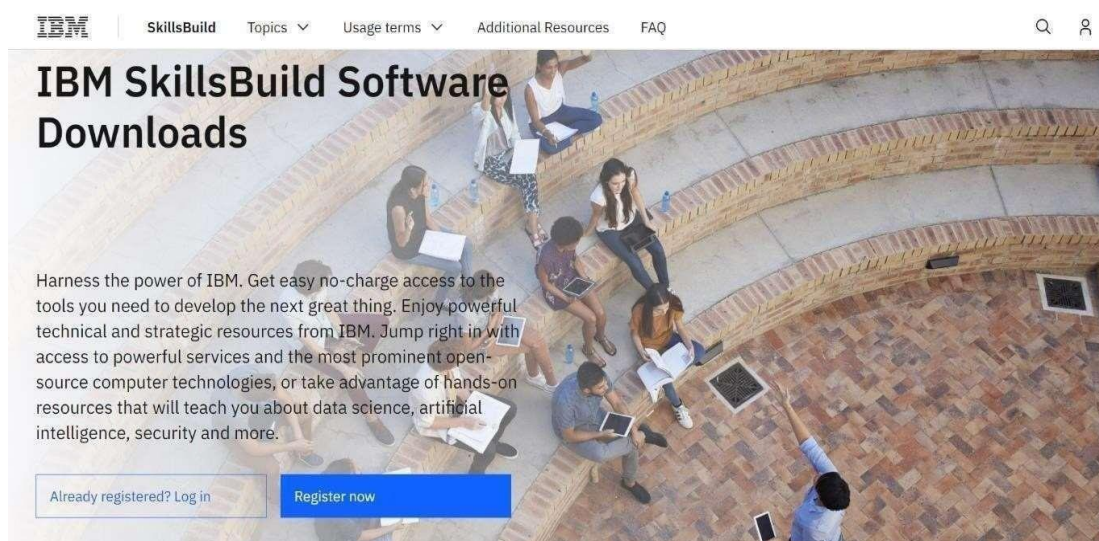 IBM SkillsBuild Topics Usage terms Additional Resources FAQ
IBM SkillsBuild Software
Downloads
Harness the power of IBM. Get easy no-charge access to the
tools you need to develop the next great thing. Enjoy powerful
technical and strategic resources from IBM. Jump right in with
access to powerful services and the most prominent open-
source computer technologies, or take advantage of hands-on
resources that will teach you about data science, artificial
intelligence, security and more.
Already registered? Log in Register now